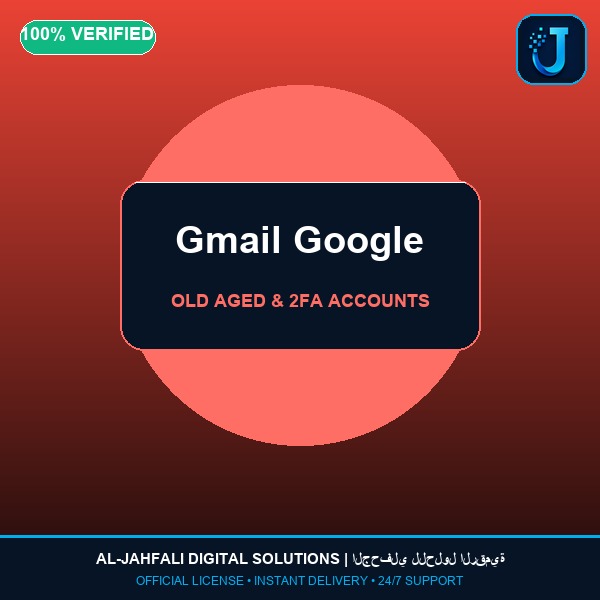 100% VERIFIED
J
Gmail Google
OLD AGED & 2FA ACCOUNTS
AL-JAHFALI DIGITAL SOLUTIONS | الجحفلي للحلول الرقمية
OFFICIAL LICENSE • INSTANT DELIVERY • 24/7 SUPPORT